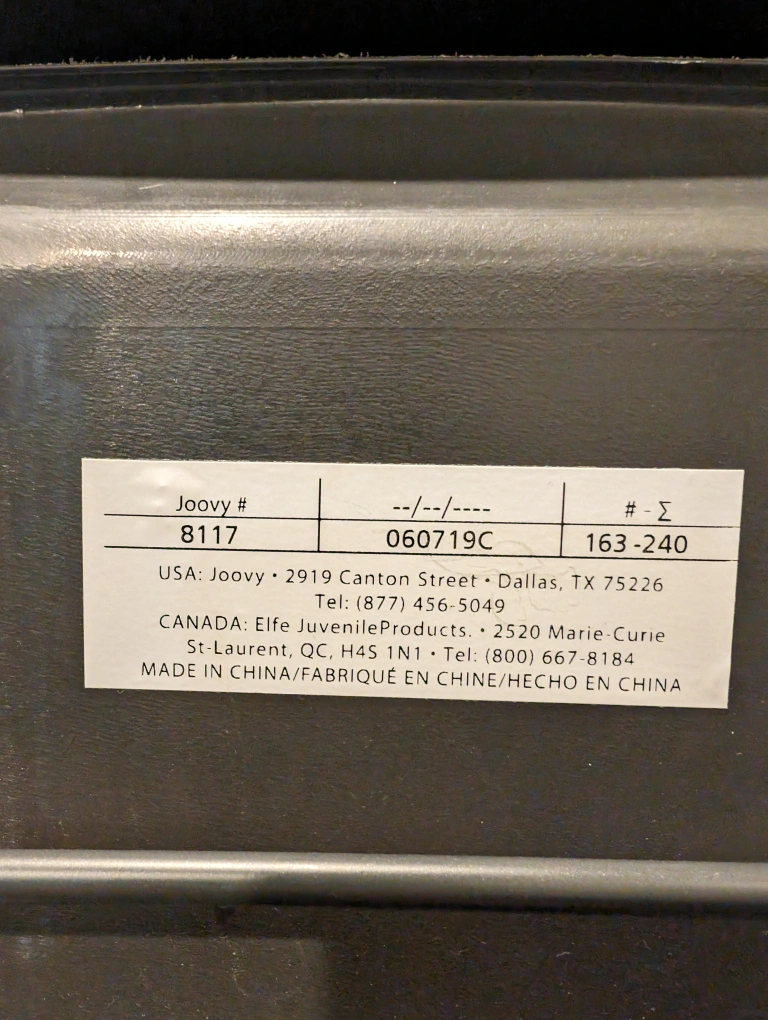 Joovy # --/--/---- # - Σ
8117 060719C 163-240
USA: Joovy • 2919 Canton Street • Dallas, TX 75226
Tel: (877) 456-5049
CANADA: Elfe JuvenileProducts. • 2520 Marie-Curie
St-Laurent, QC, H4S 1N1 • Tel: (800) 667-8184
MADE IN CHINA/FABRIQUÉ EN CHINE/HECHO EN CHINA